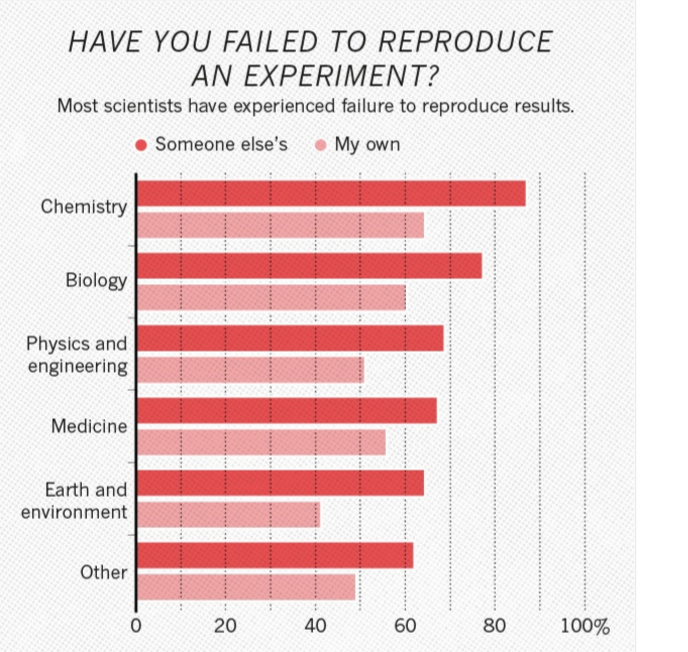 HAVE YOU FAILED TO REPRODUCE
AN EXPERIMENT?
Most scientists have experienced failure to reproduce results.
Someone else's My own
Chemistry
Biology
Physics and
engineering
Medicine
Earth and
environment
Other
0 20 40 60 80 100%